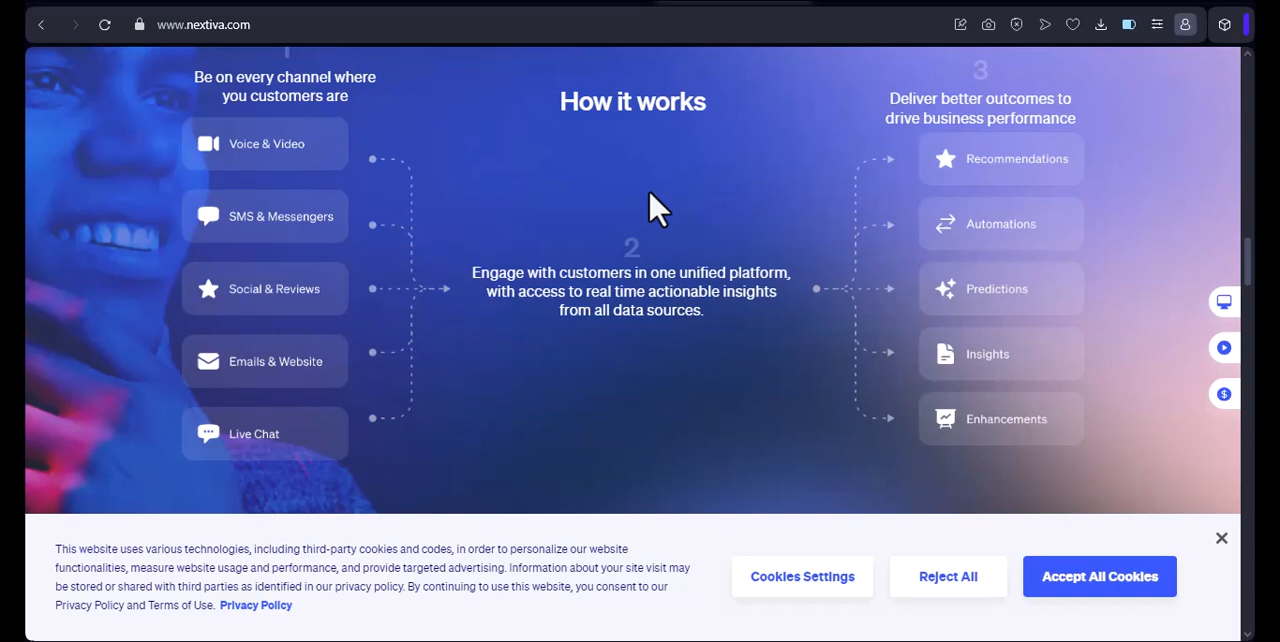 www.nextiva.com
1
Be on every channel where
you customers are
Voice & Video
SMS & Messengers
Social & Reviews
Emails & Website
Live Chat
How it works
2
Engage with customers in one unified platform,
with access to real time actionable insights
from all data sources.
3
Deliver better outcomes to
drive business performance
Recommendations
Automations
Predictions
Insights
Enhancements
This website uses various technologies, including third-party cookies and codes, in order to personalize our website
functionalities, measure website usage and performance, and provide targeted advertising. Information about your site visit may
be stored or shared with third parties as identified in our privacy policy. By continuing to use this website, you consent to our
Privacy Policy and Terms of Use. Privacy Policy
Cookies Settings
Reject All
Accept All Cookies